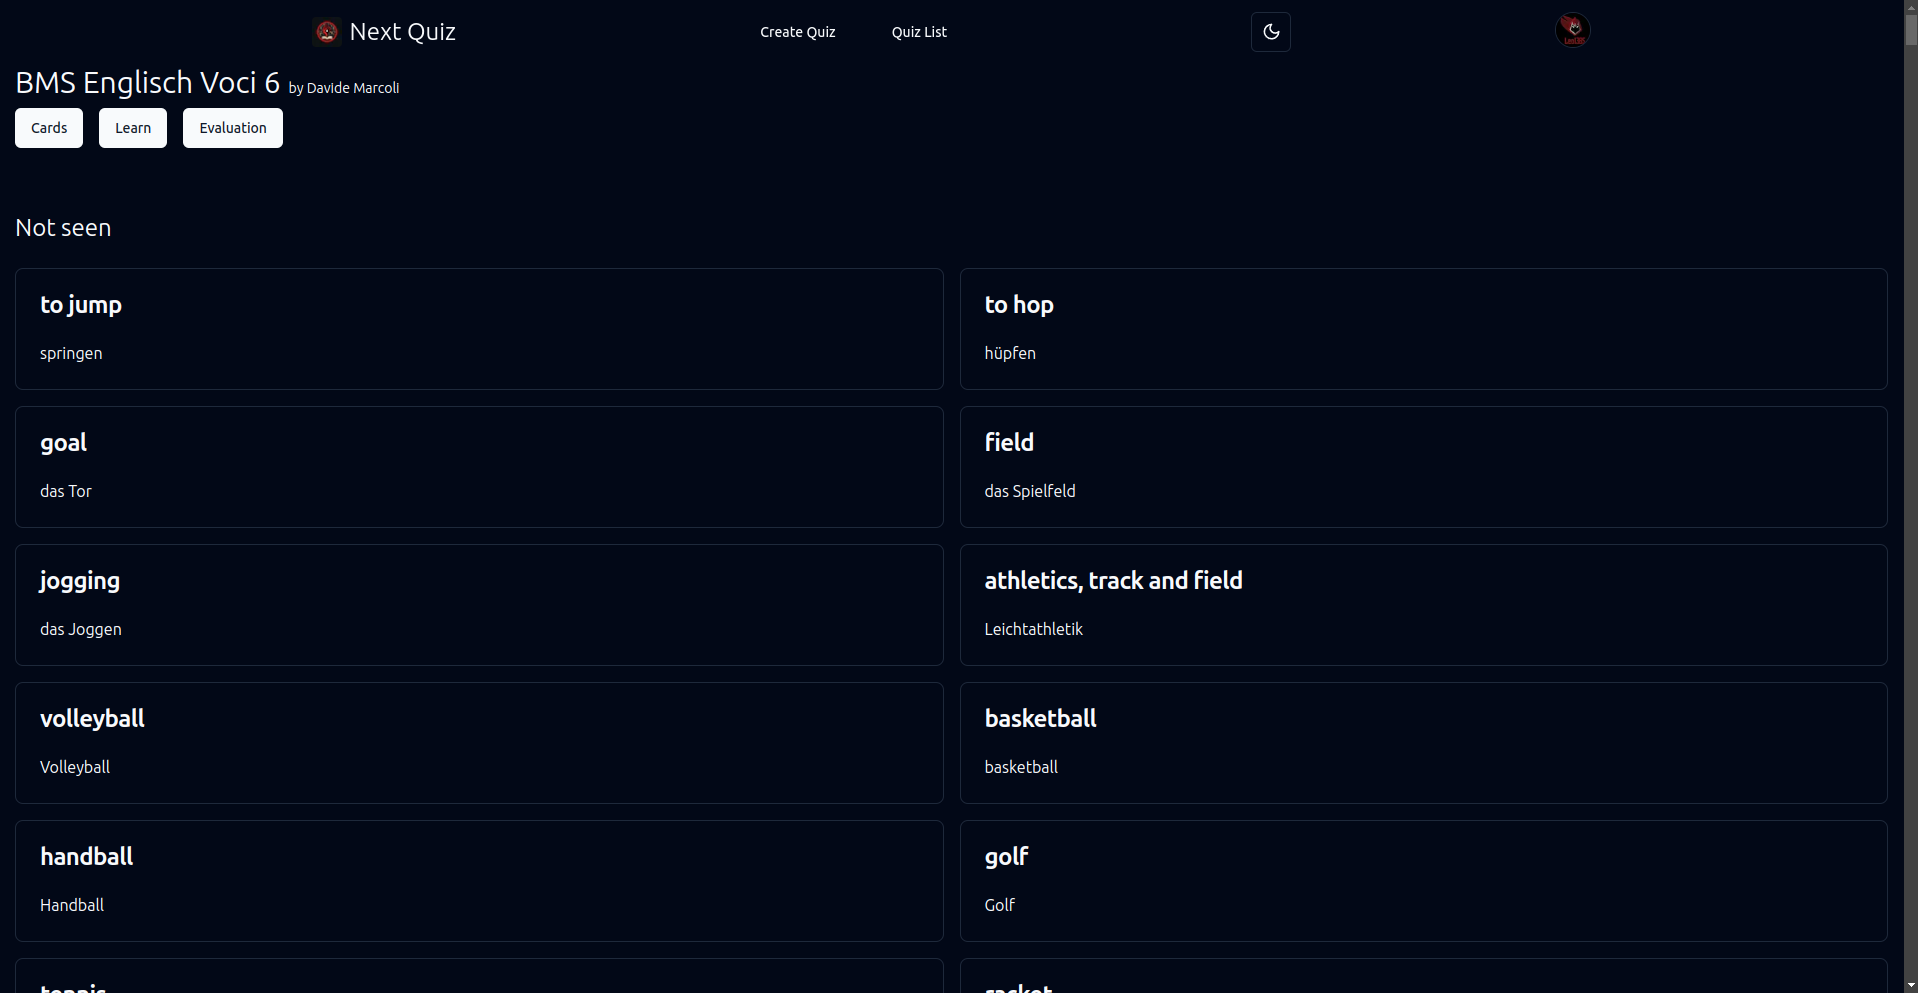 Next Quiz
Create Quiz
Quiz List
BMS Englisch Voci 6 by Davide Marcoli
Cards
Learn
Evaluation
Not seen
to jump
springen
to hop
hüpfen
goal
das Tor
field
das Spielfeld
jogging
das Joggen
athletics, track and field
Leichtathletik
volleyball
Volleyball
basketball
basketball
handball
Handball
golf
Golf
tennis
racket